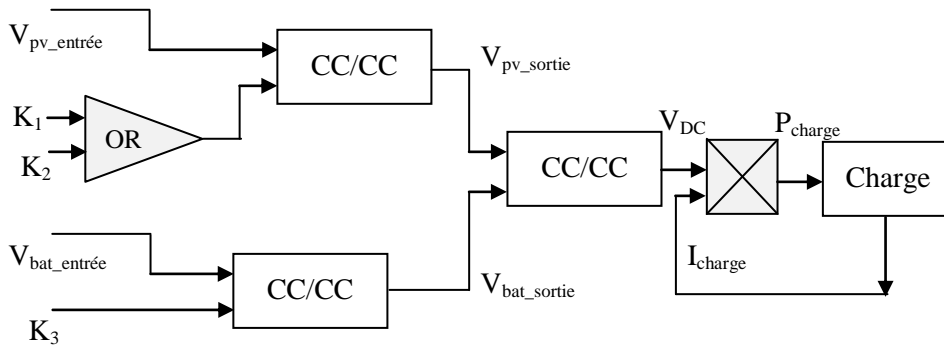 V_pv_entrée
CC/CC
V_pv_sortie
K_1
OR
K_2
V_DC
P_charge
CC/CC
Charge
V_bat_entrée
CC/CC
V_bat_sortie
I_charge
K_3